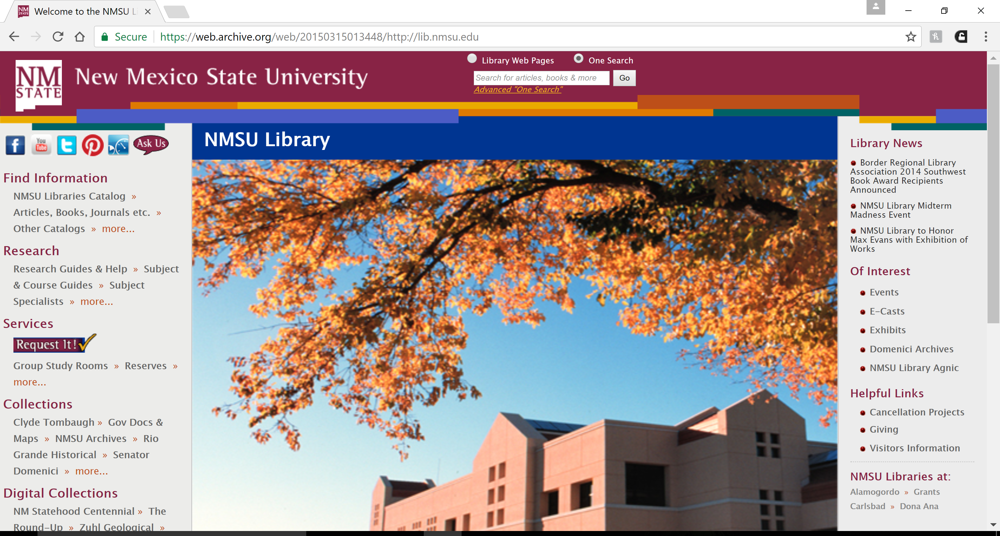 Welcome to the NMSU Li
Secure
https://web.archive.org/web/20150315013448/http://lib.nmsu.edu
NM
STATE
New Mexico State University
Library Web Pages
One Search
Search for articles, books & more
Go
Advanced "One Search"
You
Tube
Ask Us
Find Information
NMSU Libraries Catalog »
Articles, Books, Journals etc. »
Other Catalogs » more...
Research
Research Guides & Help » Subject
& Course Guides » Subject
Specialists » more...
Services
Request It!
Group Study Rooms » Reserves »
more...
Collections
Clyde Tombaugh » Gov Docs &
Maps » NMSU Archives » Rio
Grande Historical » Senator
Domenici » more...
Digital Collections
NM Statehood Centennial » The
Round-Up » Zuhl Geological »
NMSU Library
Library News
Border Regional Library
Association 2014 Southwest
Book Award Recipients
Announced
NMSU Library Midterm
Madness Event
NMSU Library to Honor
Max Evans with Exhibition of
Works
Of Interest
Events
E-Casts
Exhibits
Domenici Archives
NMSU Library Agnic
Helpful Links
Cancellation Projects
Giving
Visitors Information
NMSU Libraries at:
Alamogordo » Grants
Carlsbad » Dona Ana